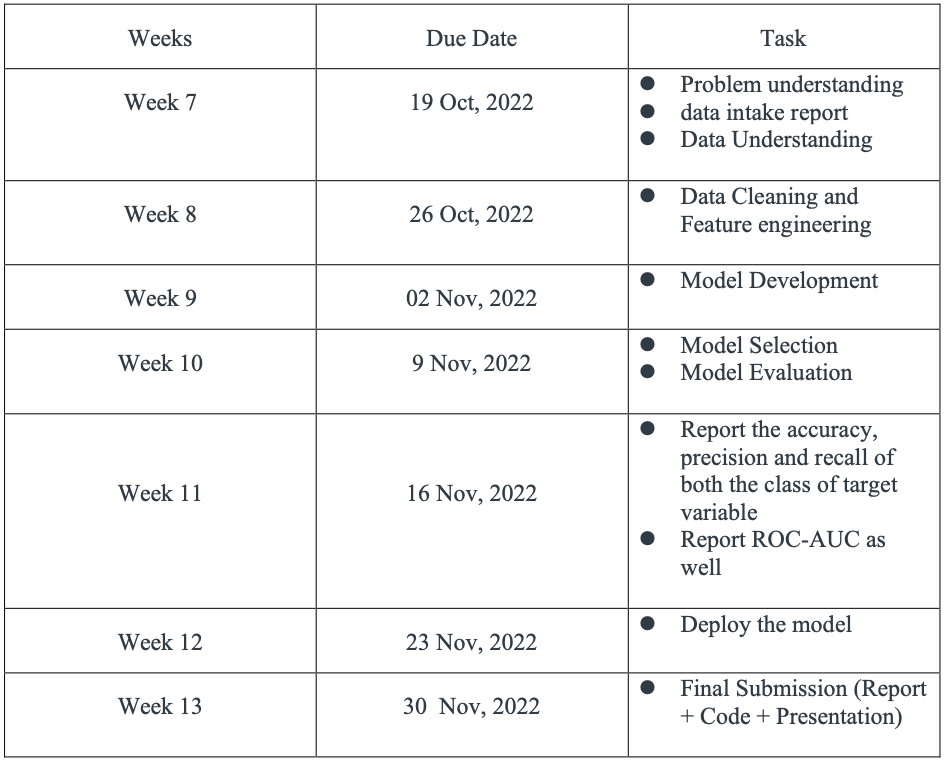 Weeks Due Date Task
Week 7 19 Oct, 2022
● Problem understanding
● data intake report
● Data Understanding
Week 8 26 Oct, 2022
● Data Cleaning and
Feature engineering
Week 9 02 Nov, 2022
● Model Development
Week 10 9 Nov, 2022
● Model Selection
● Model Evaluation
Week 11 16 Nov, 2022
● Report the accuracy,
precision and recall of
both the class of target
variable
● Report ROC-AUC as
well
Week 12 23 Nov, 2022
● Deploy the model
Week 13 30 Nov, 2022
● Final Submission (Report
+ Code + Presentation)